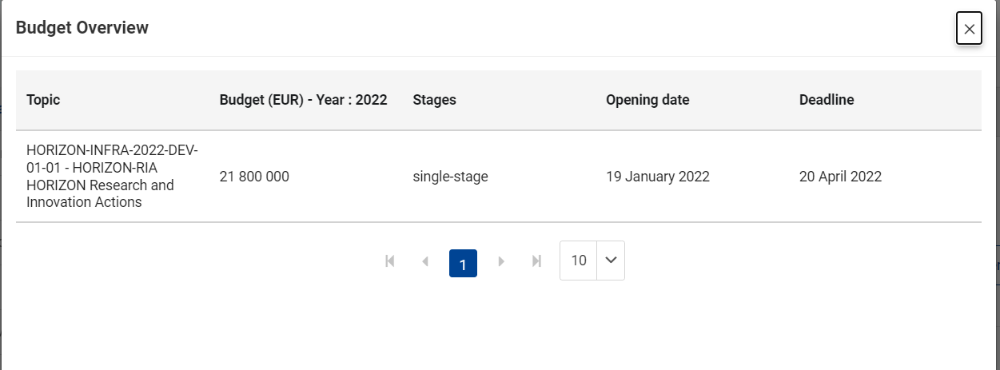 Budget Overview
Topic
Budget (EUR) - Year : 2022
Stages
Opening date
Deadline
HORIZON-INFRA-2022-DEV-
01-01 - HORIZON-RIA
HORIZON Research and
Innovation Actions
21 800 000
single-stage
19 January 2022
20 April 2022
1
10